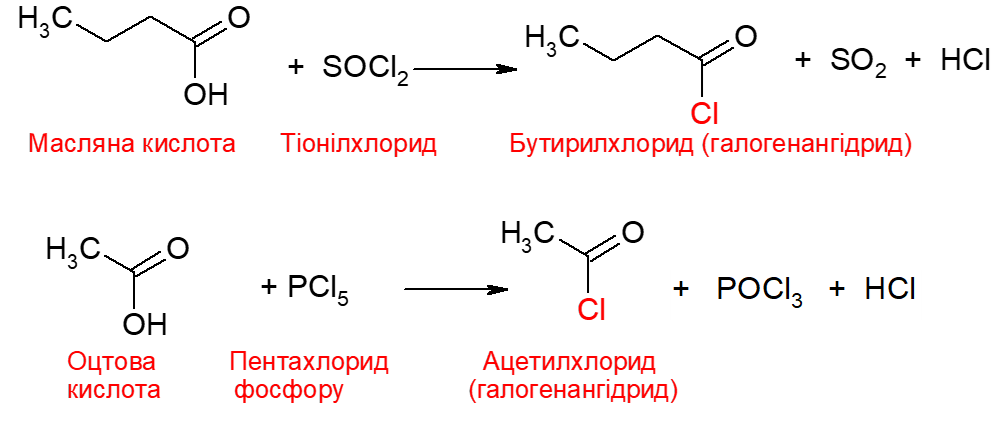 H₃C O OH + SOCl₂ H₃C O Cl + SO₂ + HCl
Масляна кислота Тіонілхлорид Бутирилхлорид (галогенангідрид)
H₃C O OH + PCl₅ H₃C O Cl + POCl₃ + HCl
Оцтова Пентахлорид Ацетилхлорид
кислота фосфору (галогенангідрид)